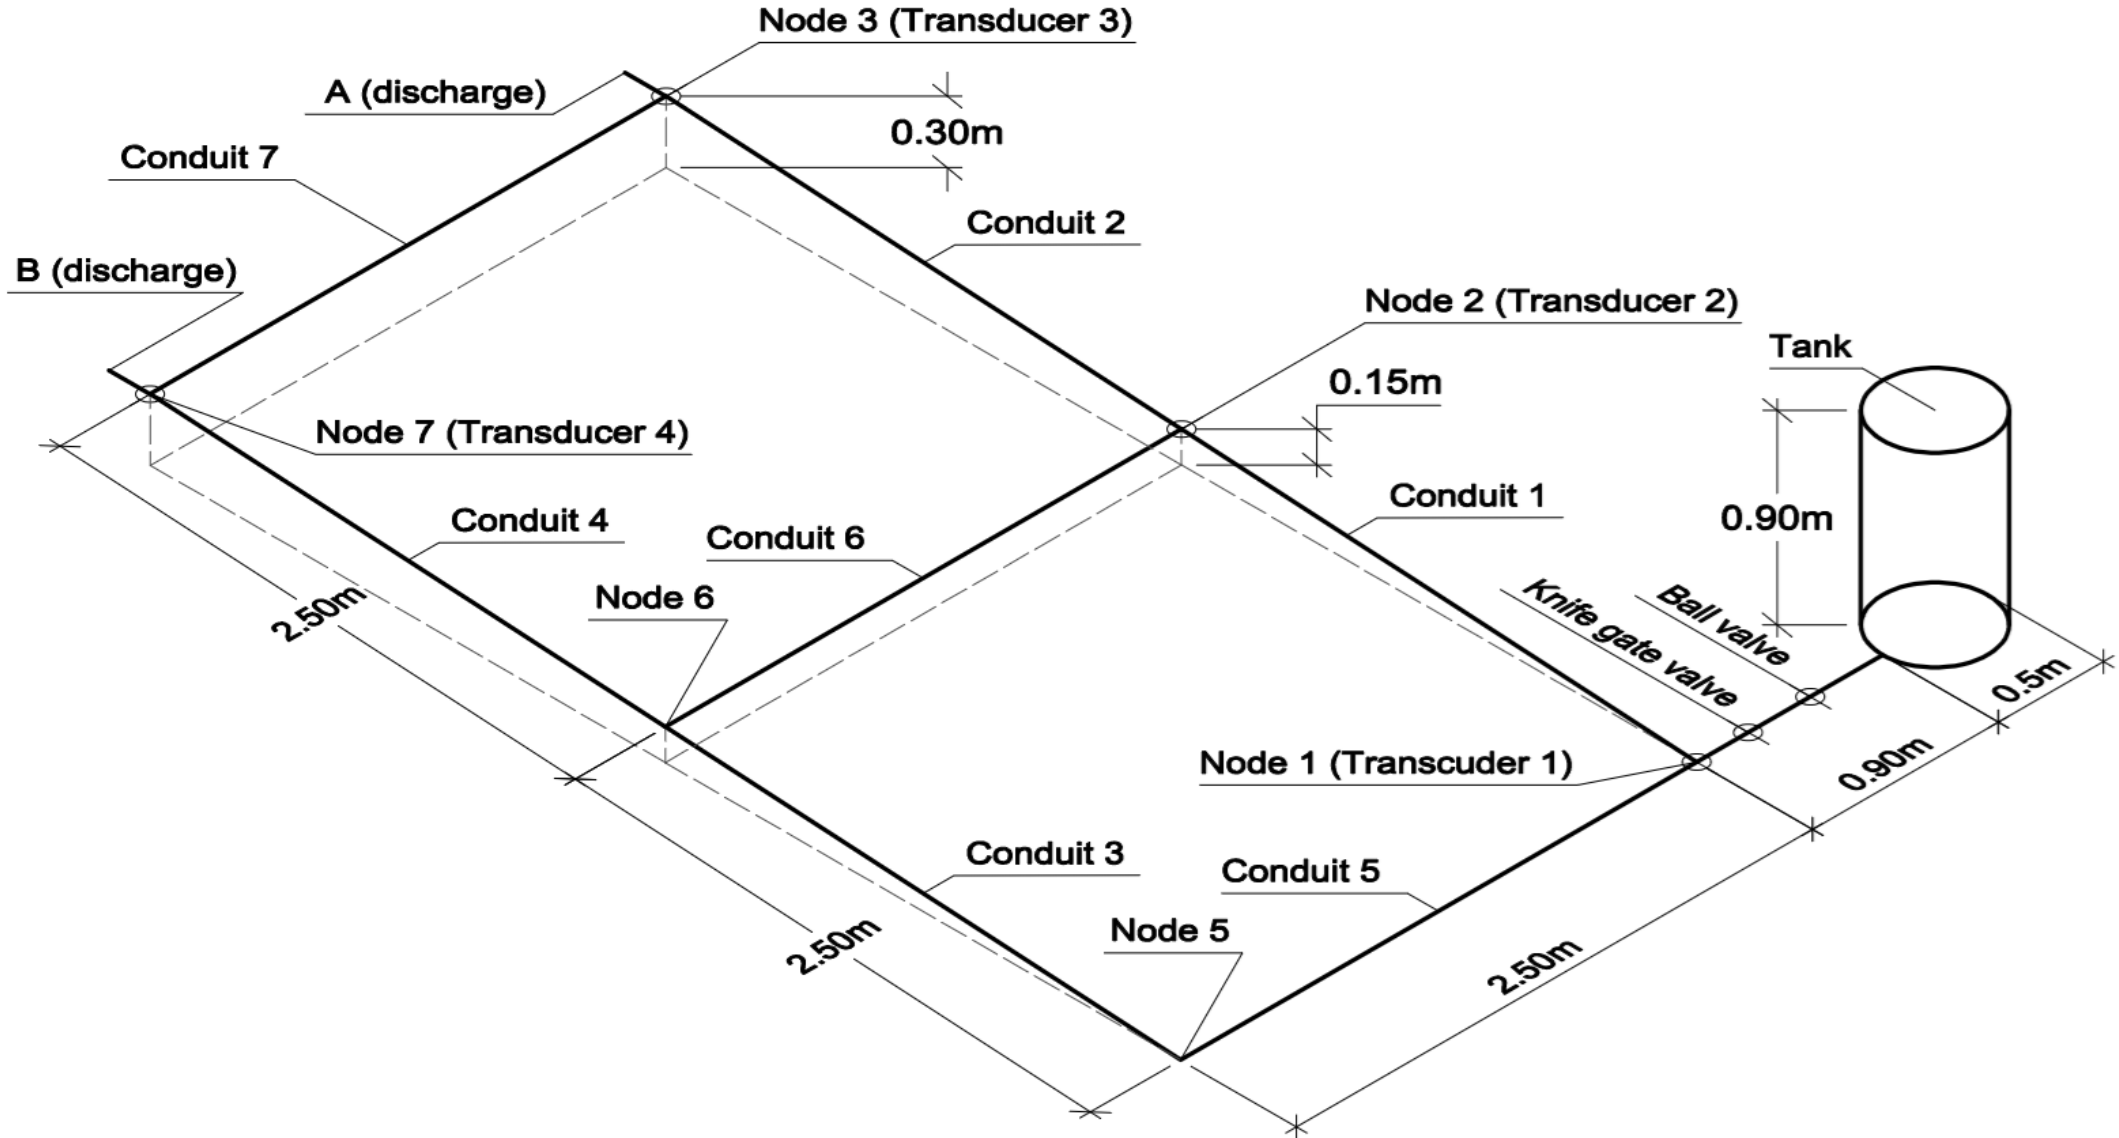 Node 3 (Transducer 3)
A (discharge)
0.30m
Conduit 7
Conduit 2
B (discharge)
Node 2 (Transducer 2)
Tank
0.15m
Node 7 (Transducer 4)
Conduit 1
0.90m
Conduit 4
Conduit 6
Node 6
Ball valve
Knife gate valve
2.50m
0.5m
Node 1 (Transcuder 1)
0.90m
Conduit 3
Conduit 5
Node 5
2.50m
2.50m